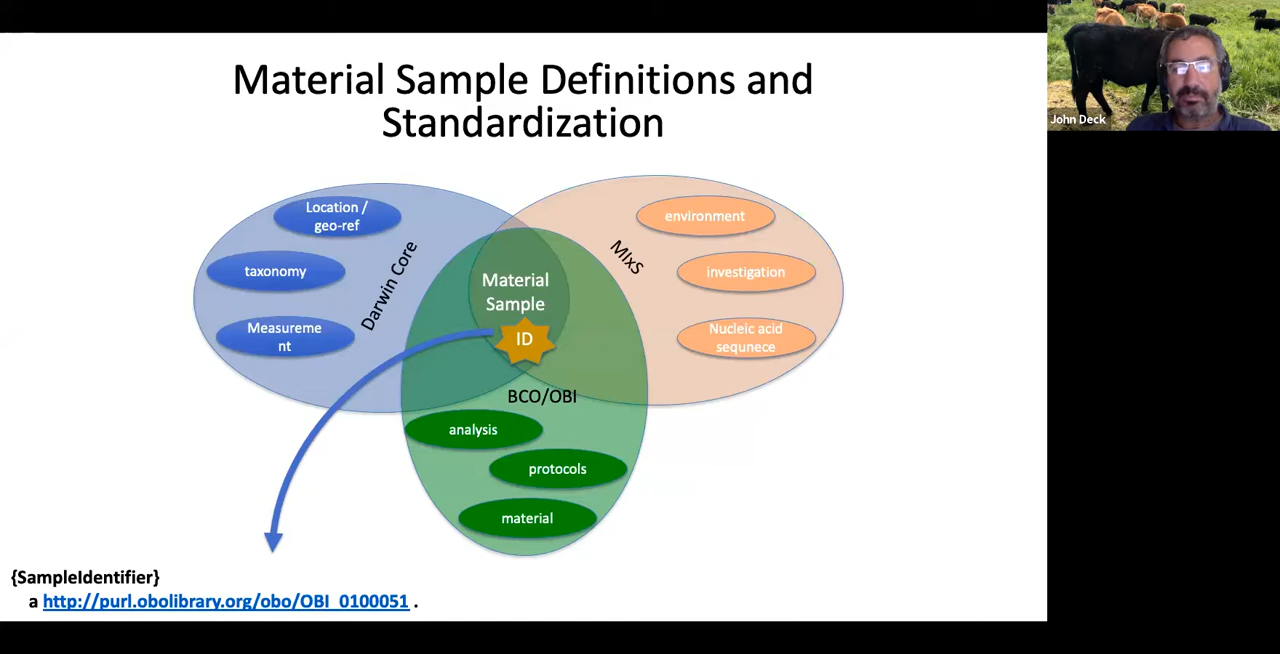 Material Sample Definitions and
Standardization
John Deck
Location /
geo-ref
taxonomy
Measureme
nt
Darwin Core
Material
Sample
ID
MIxS
environment
investigation
Nucleic acid
sequnece
BCO/OBI
analysis
protocols
material
{SampleIdentifier}
a http://purl.obolibrary.org/obo/OBI_0100051 .